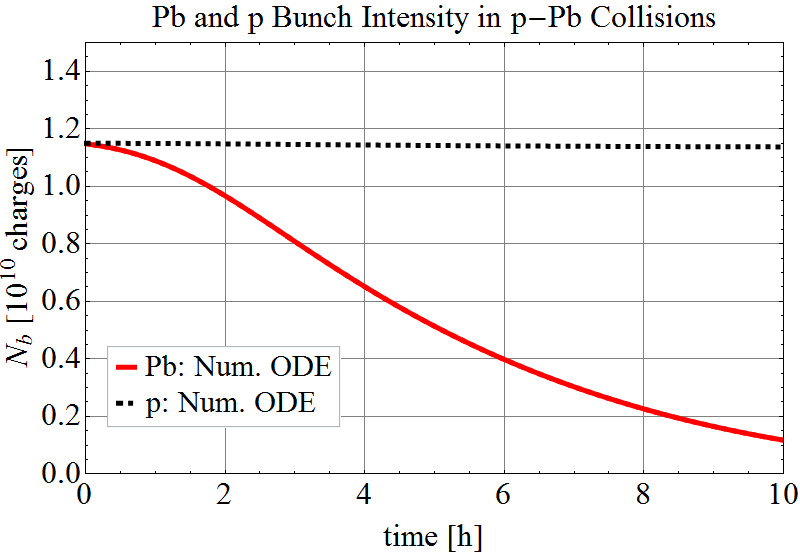 Pb and p Bunch Intensity in p−Pb Collisions
1.4
1.2
1.0
0.8
0.6
0.4
0.2
0.0
N_b [10^10 charges]
Pb: Num. ODE
p: Num. ODE
0 2 4 6 8 10
time [h]